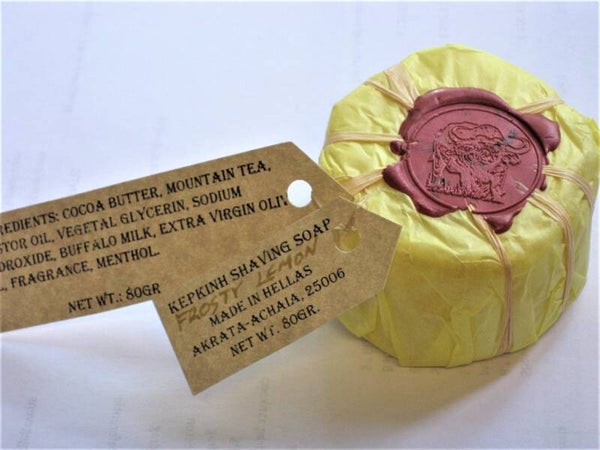 REDIENTS: COCOA BUTTER, MOUNTAIN TEA,
STOR OIL, VEGETAL GLYCERIN, SODIUM
DROXIDE, BUFFALO MILK, EXTRA VIRGIN OLIV
L, FRAGRANCE, MENTHOL.
NET WT.: 80GR
KEPKINH SHAVING SOAP
FROSTY LEMON
MADE IN HELLAS
AKRATA-ACHAIA, 25006
NET WT. 80GR.